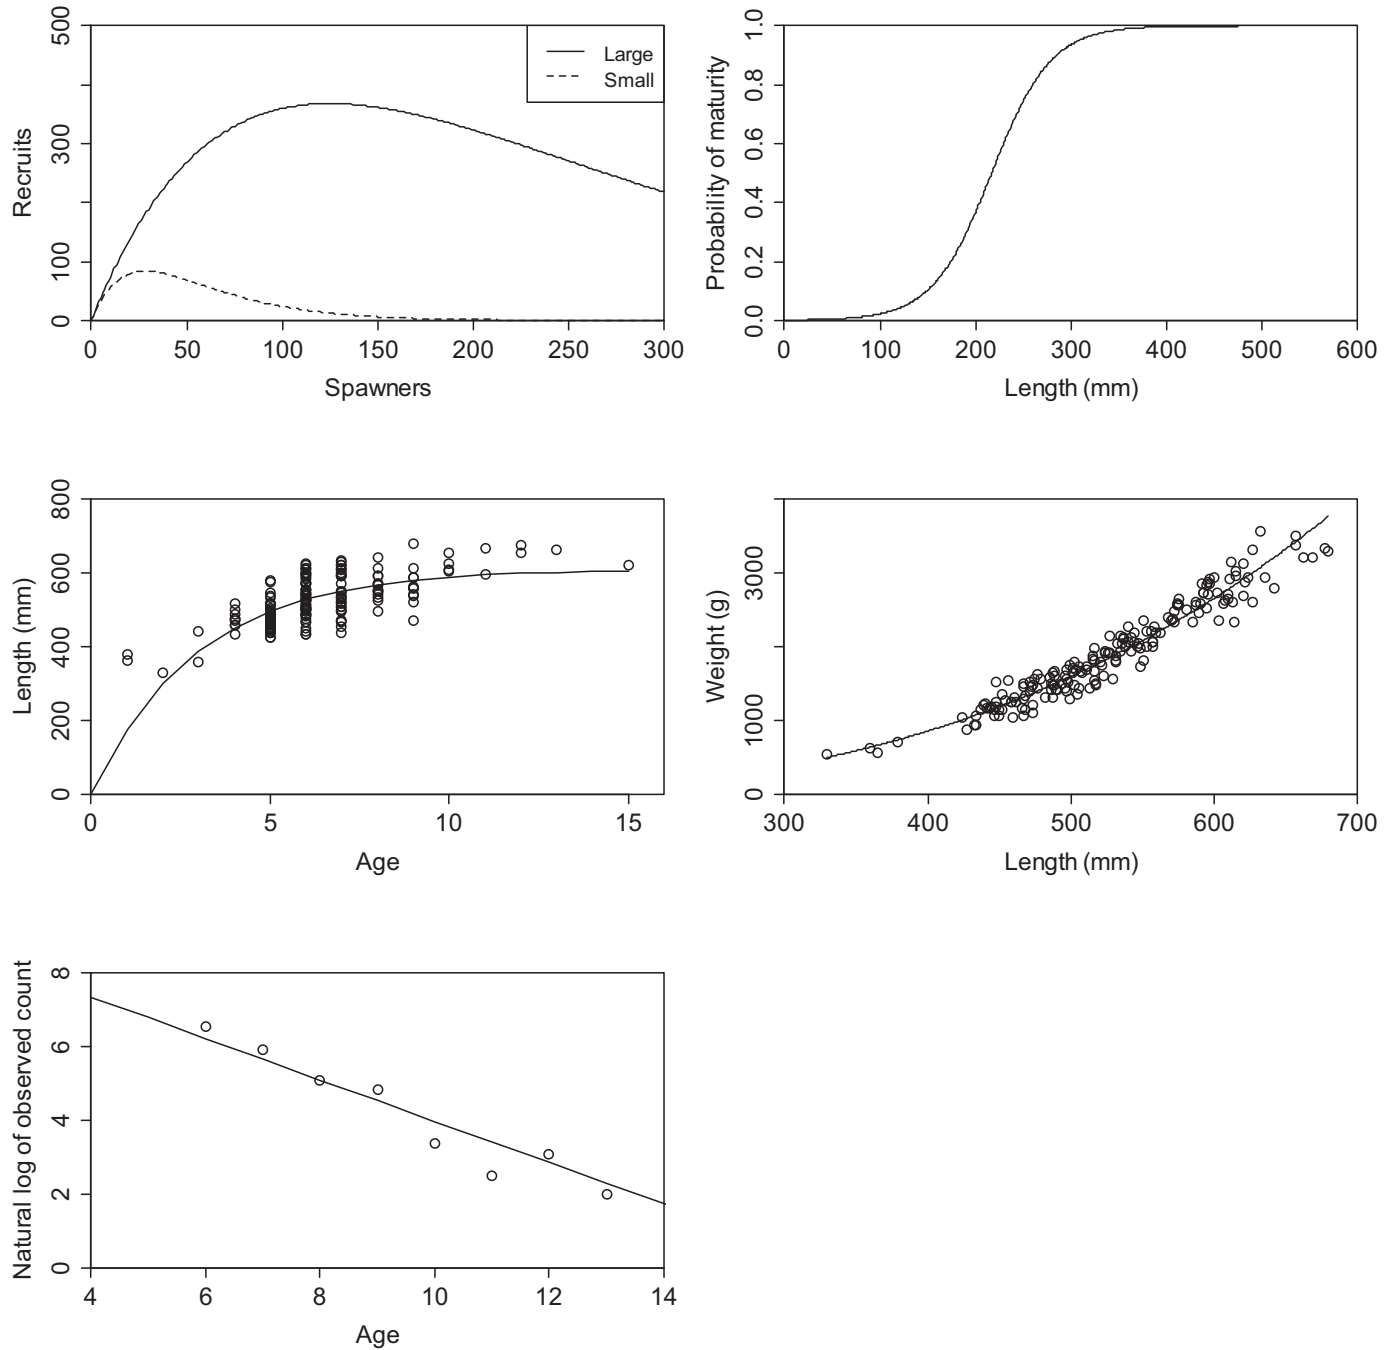 500
300
100
0
Recruits
Large
Small
0 50 100 150 200 250 300
Spawners
1.0
0.8
0.6
0.4
0.2
0.0
Probability of maturity
0 100 200 300 400 500 600
Length (mm)
800
600
400
200
0
Length (mm)
0 5 10 15
Age
3000
1000
0
Weight (g)
300 400 500 600 700
Length (mm)
8
6
4
2
0
Natural log of observed count
4 6 8 10 12 14
Age